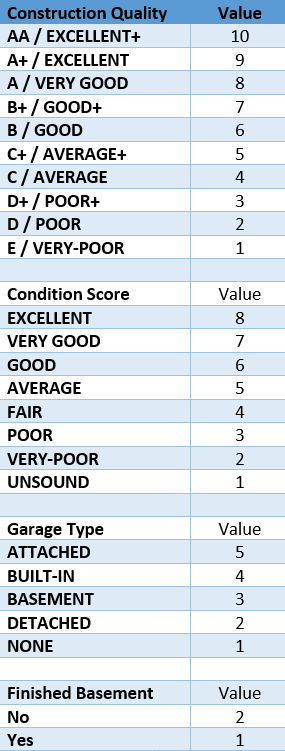 Construction Quality Value
AA / EXCELLENT+ 10
A+ / EXCELLENT 9
A / VERY GOOD 8
B+ / GOOD+ 7
B / GOOD 6
C+ / AVERAGE+ 5
C / AVERAGE 4
D+ / POOR+ 3
D / POOR 2
E / VERY-POOR 1
Condition Score Value
EXCELLENT 8
VERY GOOD 7
GOOD 6
AVERAGE 5
FAIR 4
POOR 3
VERY-POOR 2
UNSOUND 1
Garage Type Value
ATTACHED 5
BUILT-IN 4
BASEMENT 3
DETACHED 2
NONE 1
Finished Basement Value
No 2
Yes 1